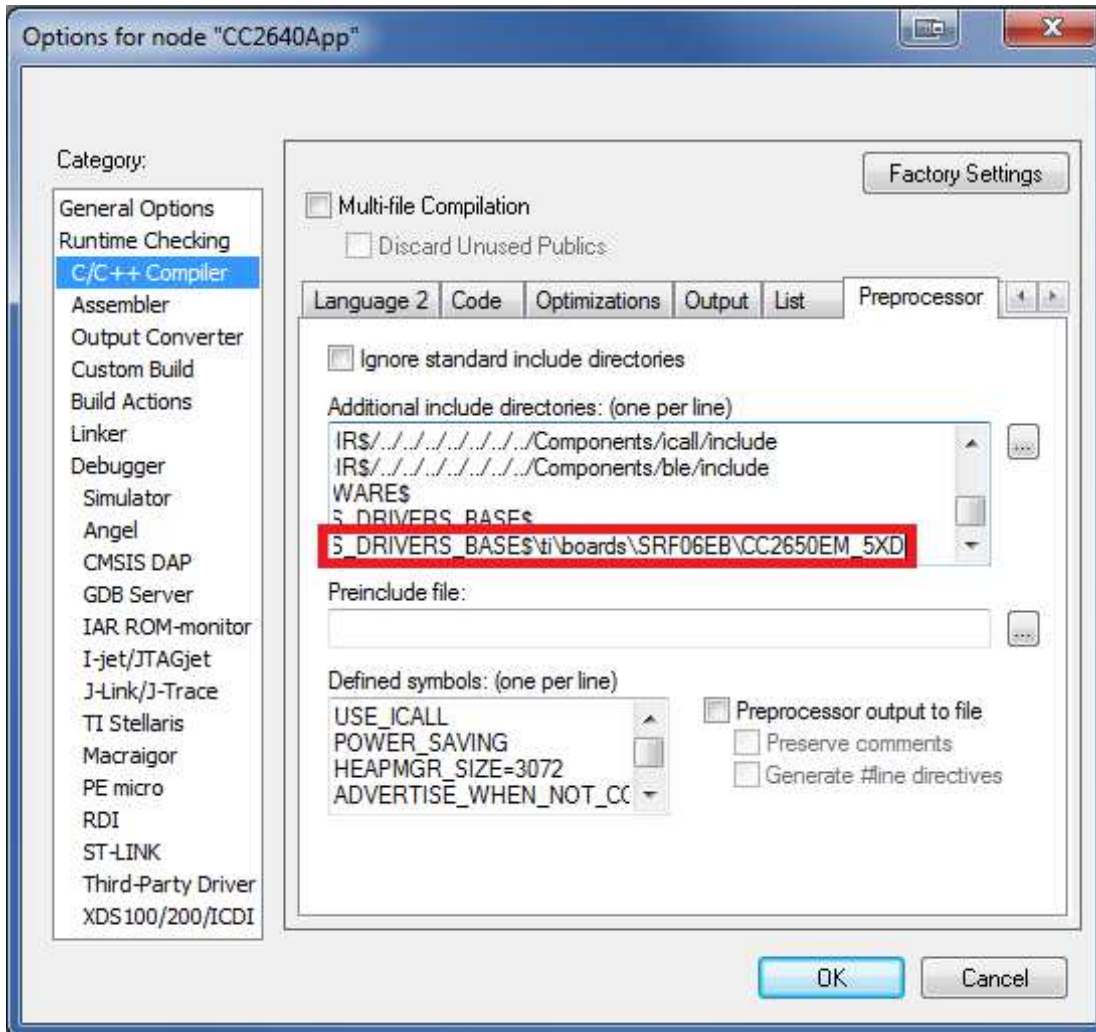 Options for node "CC2640App"
Category:
General Options
Runtime Checking
C/C++ Compiler
Assembler
Output Converter
Custom Build
Build Actions
Linker
Debugger
Simulator
Angel
CMSIS DAP
GDB Server
IAR ROM-monitor
I-jet/JTAGjet
J-Link/J-Trace
TI Stellaris
Macraigor
PE micro
RDI
ST-LINK
Third-Party Driver
XDS100/200/ICDI
Factory Settings
Multi-file Compilation
Discard Unused Publics
Language 2 Code Optimizations Output List Preprocessor
Ignore standard include directories
Additional include directories: (one per line)
IR$/../../../../../../../Components/icall/include
IR$/../../../../../../../Components/ble/include
WARE$
S_DRIVERS_BASE$
S_DRIVERS_BASE$\ti\boards\SRF06EB\CC2650EM_5XD
...
Preinclude file:
...
Defined symbols: (one per line)
USE_ICALL
POWER_SAVING
HEAPMGR_SIZE=3072
ADVERTISE_WHEN_NOT_CC
Preprocessor output to file
Preserve comments
Generate #line directives
OK Cancel